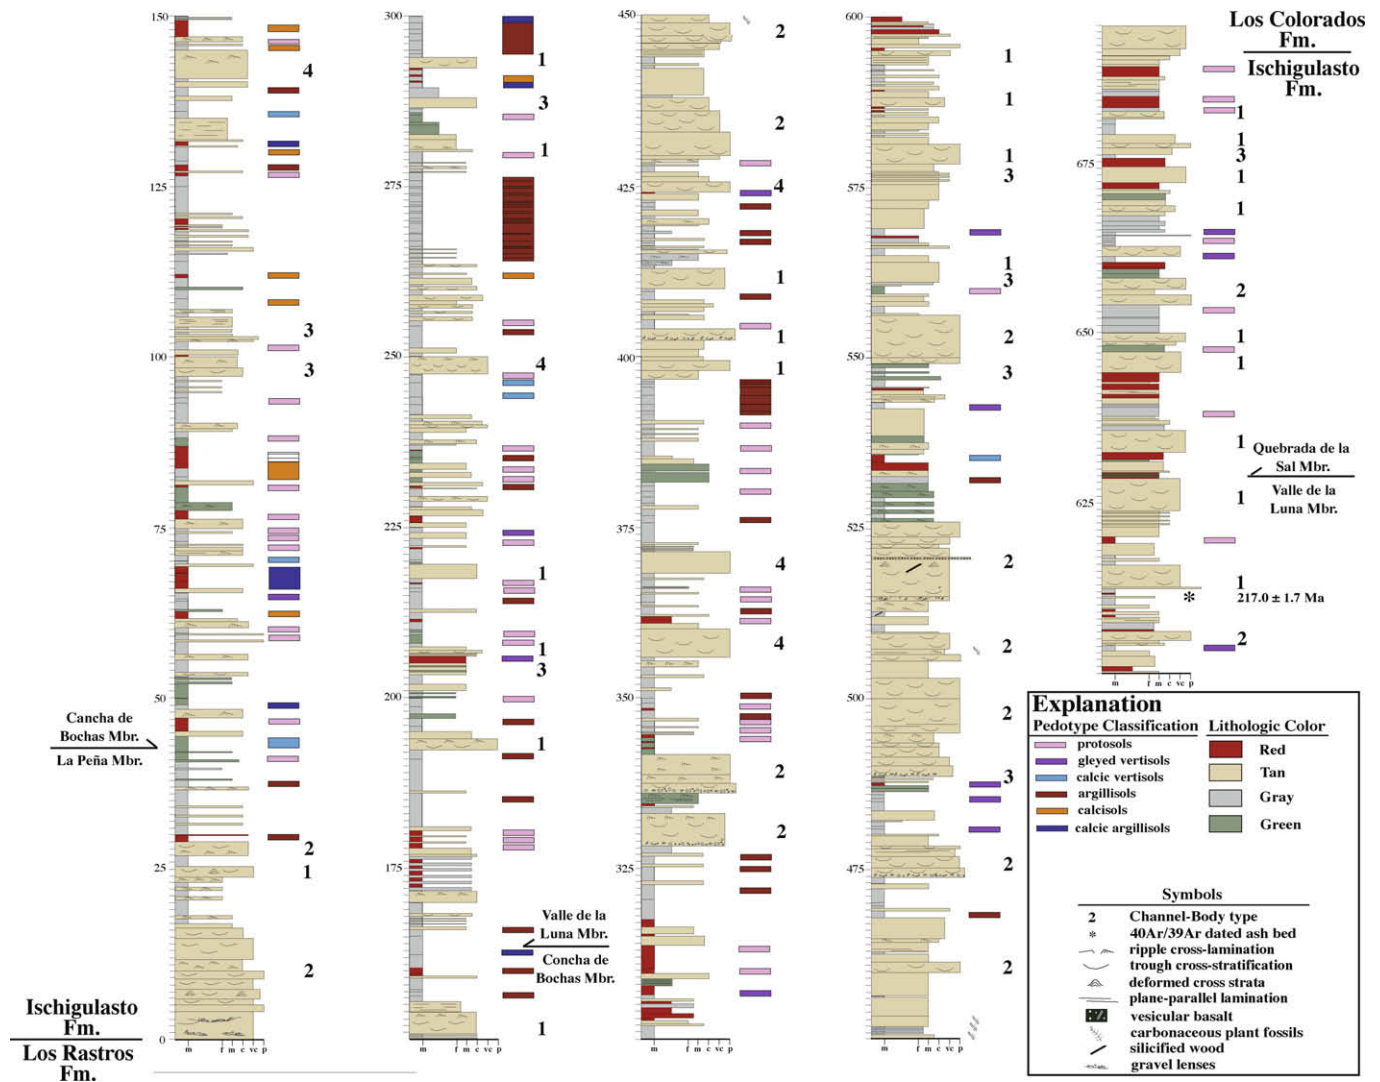 150
125
100
75
50
25
0
4
3
3
2
1
2
m f m c vc p
Cancha de
Bochas Mbr.
La Peña Mbr.
Ischigulasto
Fm.
Los Rastros
Fm.
300
275
250
225
200
175
1
3
1
4
1
1
3
1
1
m f m c vc p
Valle de la
Luna Mbr.
Concha de
Bochas Mbr.
450
425
400
375
350
325
2
2
4
1
1
1
4
4
2
2
m f m c vc p
600
575
550
525
500
475
1
1
1
3
1
3
2
3
2
2
2
3
2
2
m f m c vc p
Los Colorados
Fm.
Ischigulasto
Fm.
675
650
625
1
1
3
1
1
2
1
1
1
1
1
2
Quebrada de la
Sal Mbr.
Valle de la
Luna Mbr.
* 217.0 ± 1.7 Ma
m f m c vc p
Explanation
Pedotype Classification
protosols
gleyed vertisols
calcic vertisols
argillisols
calcisols
calcic argillisols
Lithologic Color
Red
Tan
Gray
Green
Symbols
2 Channel-Body type
* 40Ar/39Ar dated ash bed
ripple cross-lamination
trough cross-stratification
deformed cross strata
plane-parallel lamination
vesicular basalt
carbonaceous plant fossils
silicified wood
gravel lenses